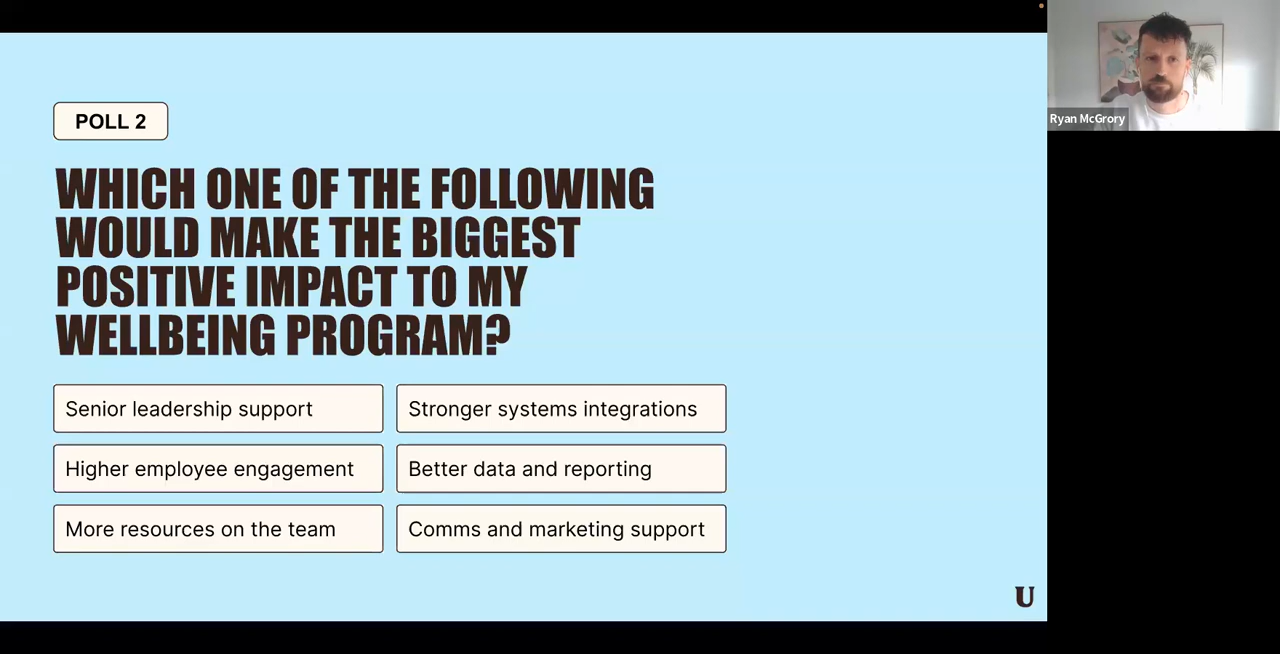 POLL 2
WHICH ONE OF THE FOLLOWING
WOULD MAKE THE BIGGEST
POSITIVE IMPACT TO MY
WELLBEING PROGRAM?
Senior leadership support
Stronger systems integrations
Higher employee engagement
Better data and reporting
More resources on the team
Comms and marketing support
U
Ryan McGrory